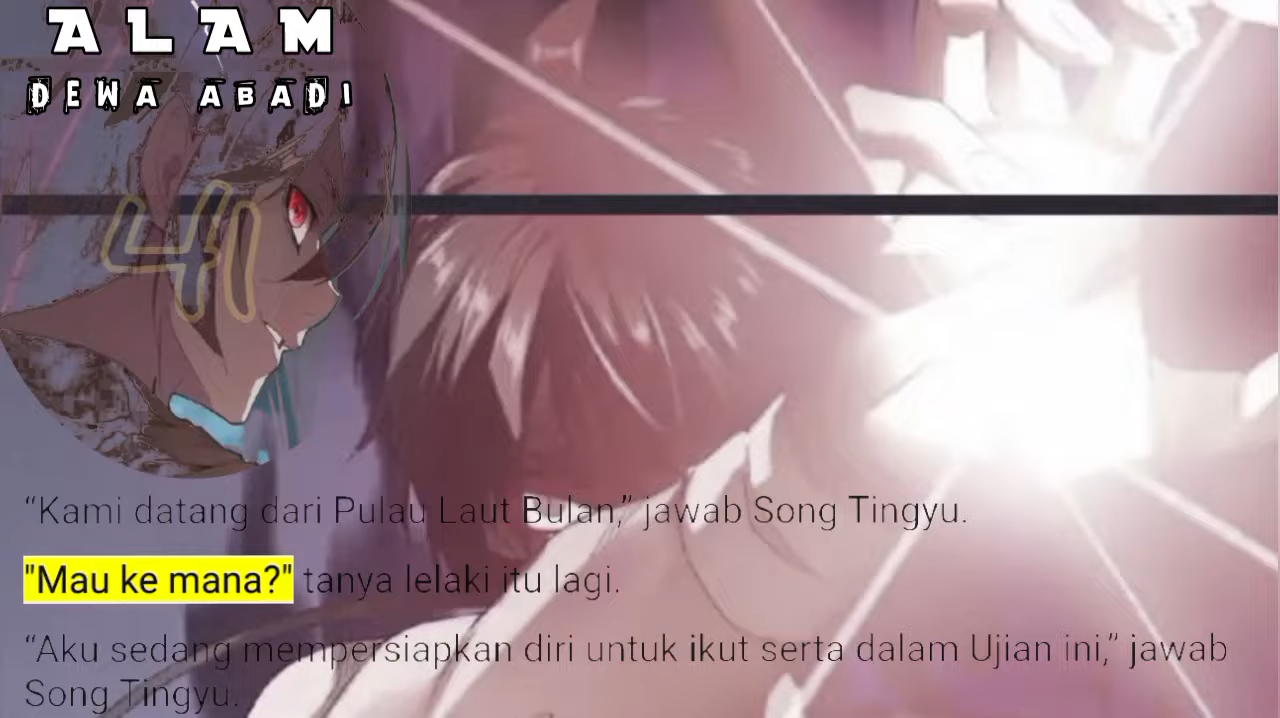 ALAM
DEWA ABADI
41
“Kami datang dari Pulau Laut Bulan,” jawab Song Tingyu.
"Mau ke mana?" tanya lelaki itu lagi.
“Aku sedang mempersiapkan diri untuk ikut serta dalam Ujian ini,” jawab
Song Tingyu.